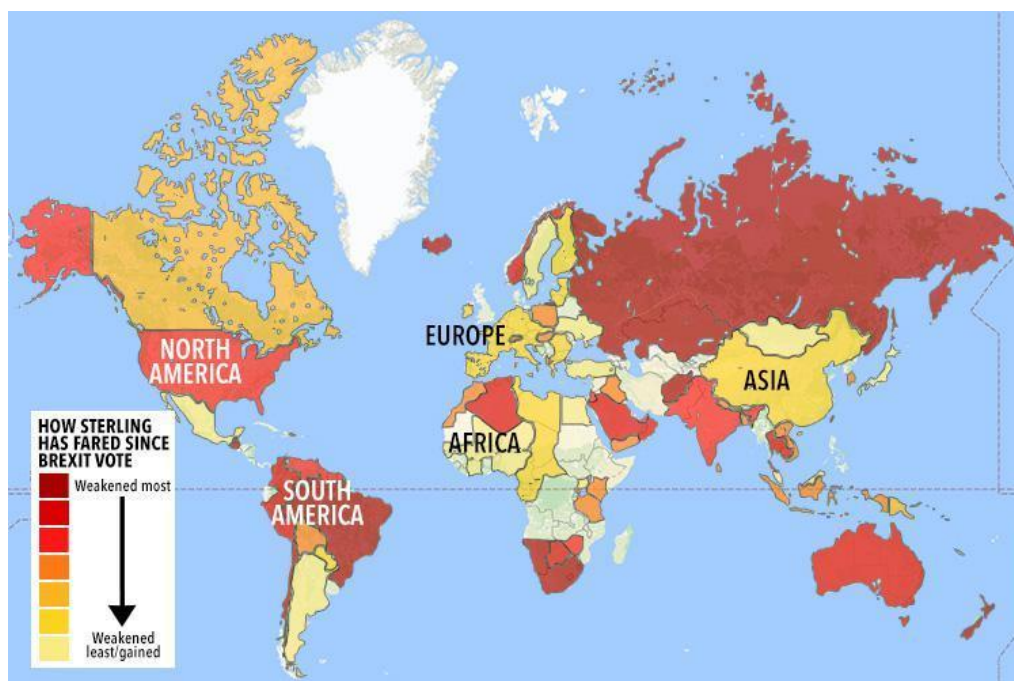 EUROPE
ASIA
NORTH
AMERICA
AFRICA
SOUTH
AMERICA
HOW STERLING
HAS FARED SINCE
BREXIT VOTE
Weakened most
Weakened
least/gained